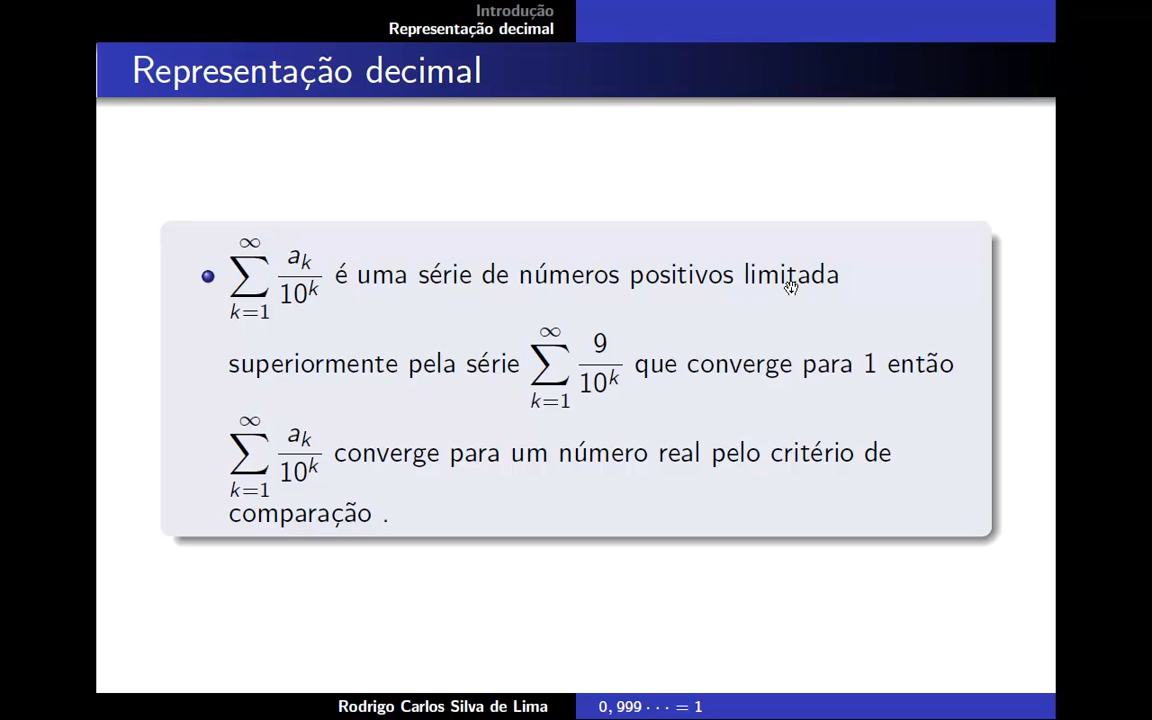 Introdução
Representação decimal
Representação decimal
∑_{k=1}^{∞} a_k/10^k é uma série de números positivos limitada
superiormente pela série ∑_{k=1}^{∞} 9/10^k que converge para 1 então
∑_{k=1}^{∞} a_k/10^k converge para um número real pelo critério de
comparação .
Rodrigo Carlos Silva de Lima 0, 999 · · · = 1